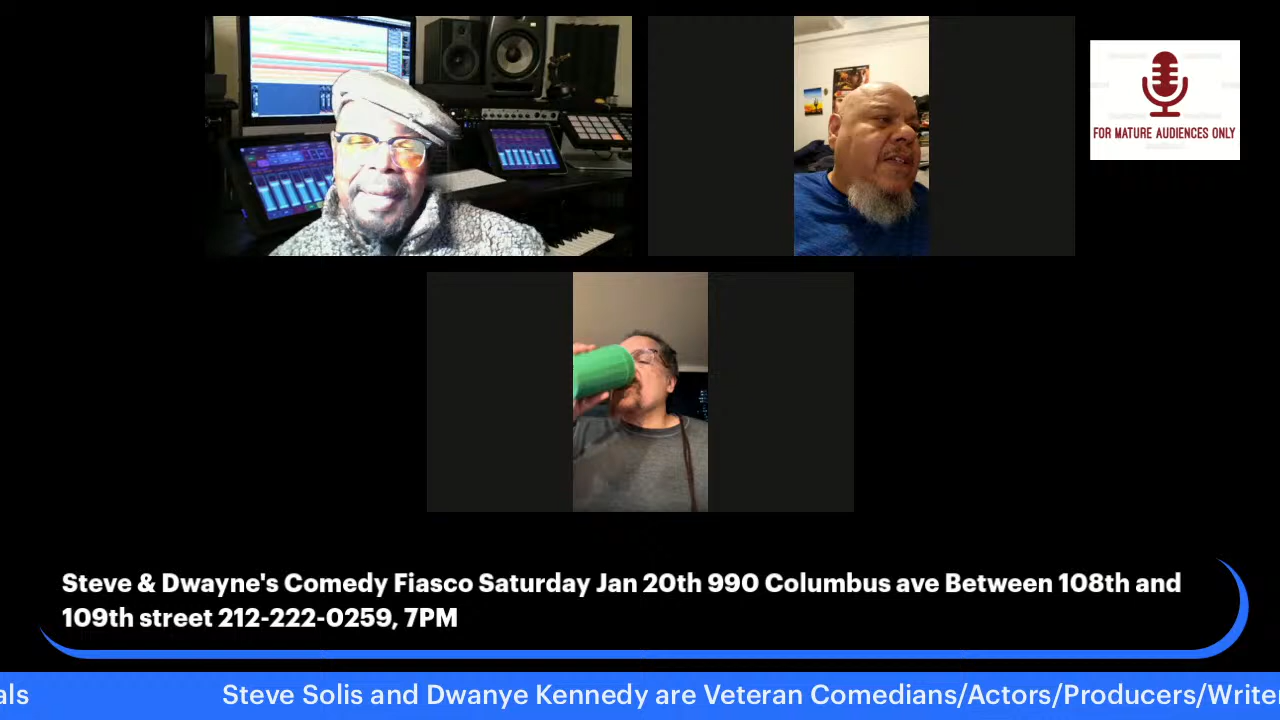 FOR MATURE AUDIENCES ONLY
Steve & Dwayne's Comedy Fiasco Saturday Jan 20th 990 Columbus ave Between 108th and
109th street 212-222-0259, 7PM
als Steve Solis and Dwanye Kennedy are Veteran Comedians/Actors/Producers/Writer